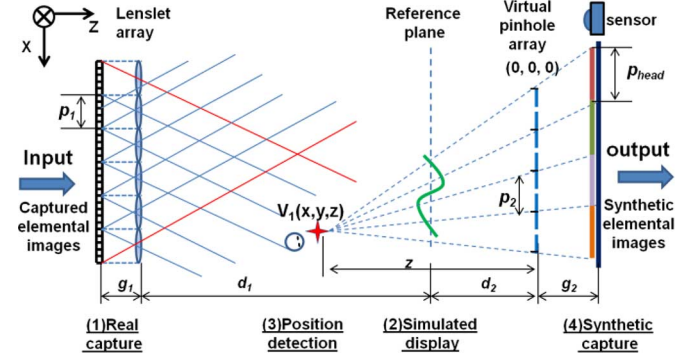 Z
X
Lenslet
array
Reference
plane
Virtual
pinhole
array
(0, 0, 0)
sensor
p1
phead
Input
Captured
elemental
images
V1(x,y,z)
p2
output
Synthetic
elemental
images
z
g1
d1
d2
g2
(1)Real
capture
(3)Position
detection
(2)Simulated
display
(4)Synthetic
capture